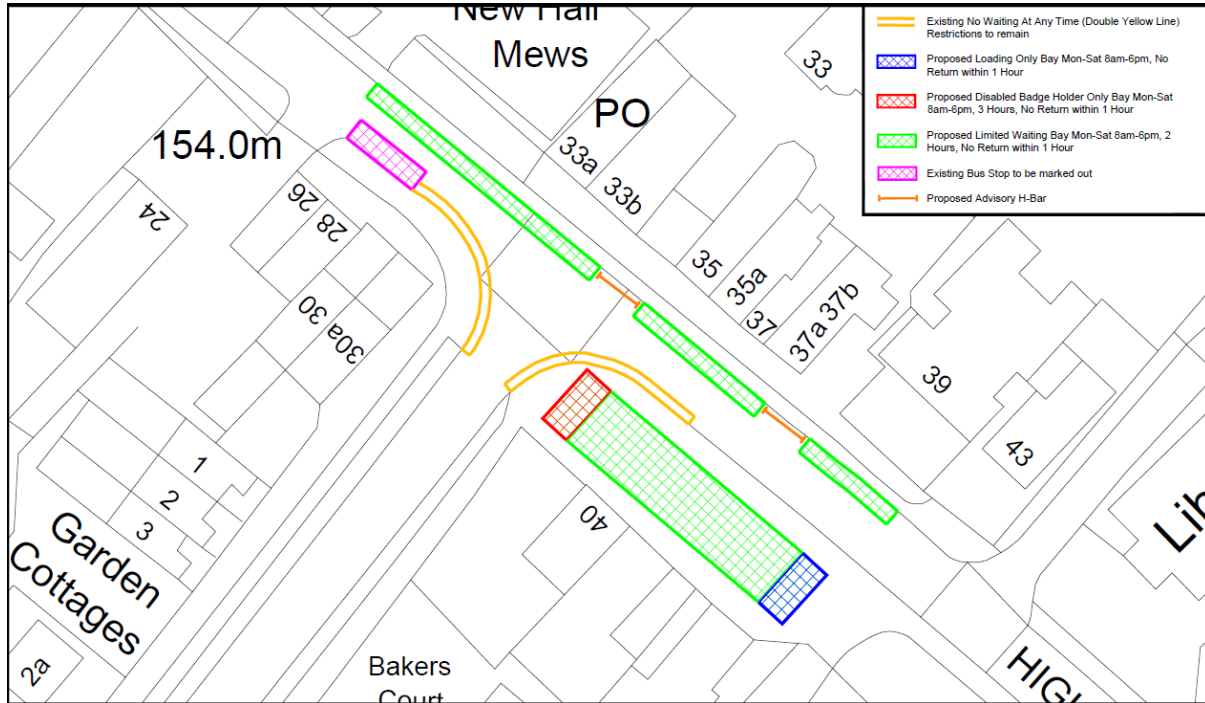 New Hall
Mews
Existing No Waiting At Any Time (Double Yellow Line)
Restrictions to remain
Proposed Loading Only Bay Mon-Sat 8am-6pm, No
Return within 1 Hour
Proposed Disabled Badge Holder Only Bay Mon-Sat
8am-6pm, 3 Hours, No Return within 1 Hour
Proposed Limited Waiting Bay Mon-Sat 8am-6pm, 2
Hours, No Return within 1 Hour
Existing Bus Stop to be marked out
Proposed Advisory H-Bar
33
PO
154.0m
33a
33b
24
26
28
30
30a
35
35a
37
37a
37b
39
43
1
2
3
Garden
Cottages
2a
40
Bakers
Court
Lib
HIGH